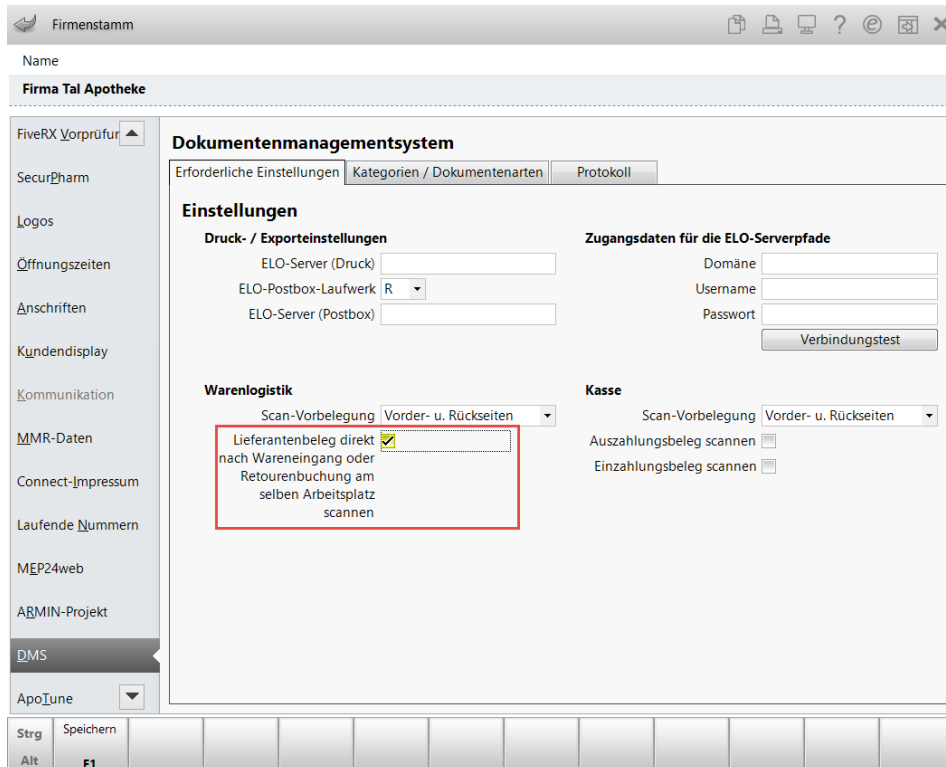 Firmenstamm
Name
Firma Tal Apotheke
FiveRX Vorprüfur
SecurPharm
Logos
Öffnungszeiten
Anschriften
Kundendisplay
Kommunikation
MMR-Daten
Connect-Impressum
Laufende Nummern
MEP24web
ARMIN-Projekt
DMS
ApoTune
Dokumentenmanagementsystem
Erforderliche Einstellungen Kategorien / Dokumentenarten Protokoll
Einstellungen
Druck- / Exporteinstellungen
ELO-Server (Druck)
ELO-Postbox-Laufwerk R
ELO-Server (Postbox)
Zugangsdaten für die ELO-Serverpfade
Domäne
Username
Passwort
Verbindungstest
Warenlogistik
Scan-Vorbelegung Vorder- u. Rückseiten
Lieferantenbeleg direkt
nach Wareneingang oder
Retourenbuchung am
selben Arbeitsplatz
scannen
Kasse
Scan-Vorbelegung Vorder- u. Rückseiten
Auszahlungsbeleg scannen
Einzahlungsbeleg scannen
Strg Speichern
Alt F1